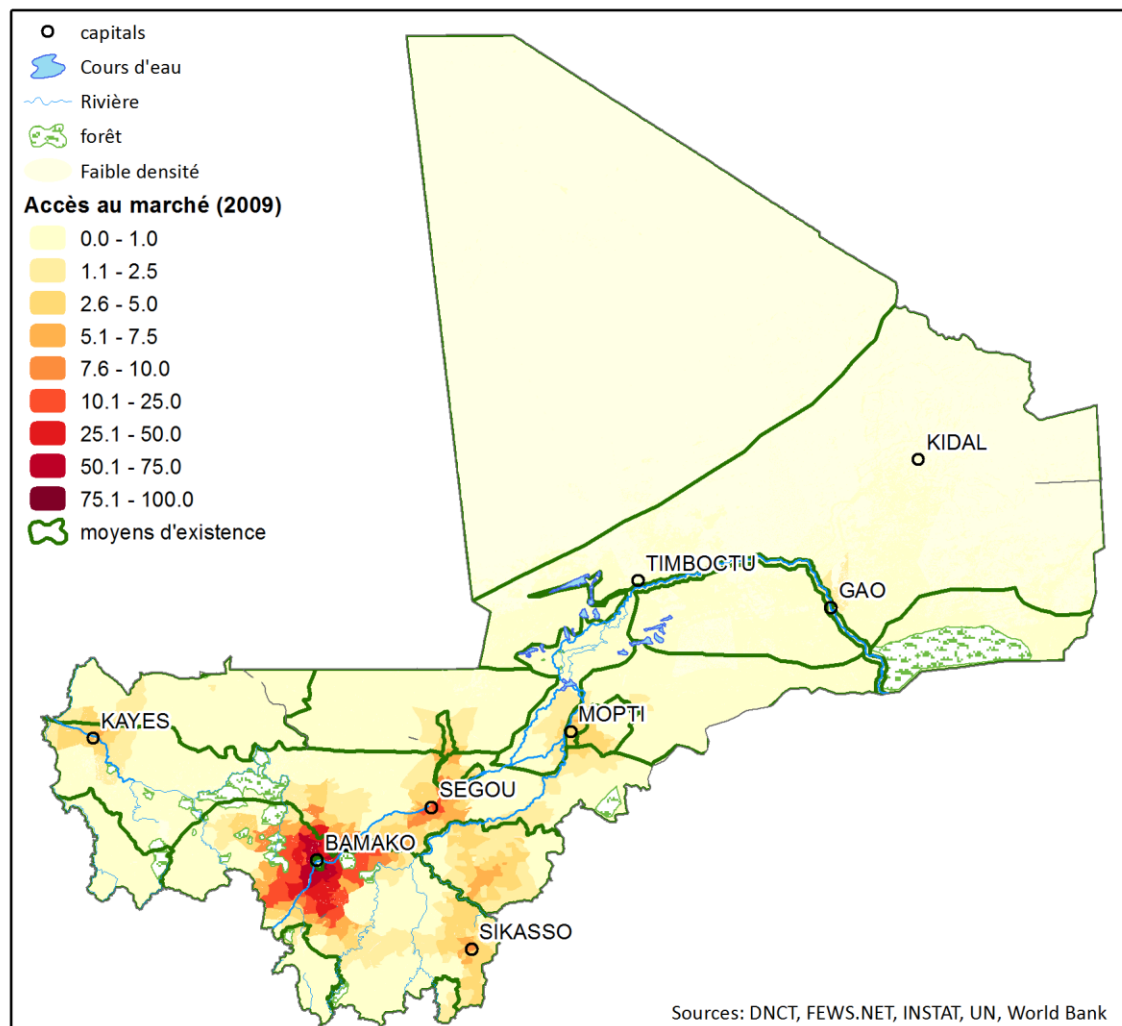 capitals
Cours d'eau
Rivière
forêt
Faible densité
Accès au marché (2009)
0.0 - 1.0
1.1 - 2.5
2.6 - 5.0
5.1 - 7.5
7.6 - 10.0
10.1 - 25.0
25.1 - 50.0
50.1 - 75.0
75.1 - 100.0
moyens d'existence
KIDAL
TIMBOCTU
GAO
KAYES
MOPTI
SEGOU
BAMAKO
SIKASSO
Sources: DNCT, FEWS.NET, INSTAT, UN, World Bank